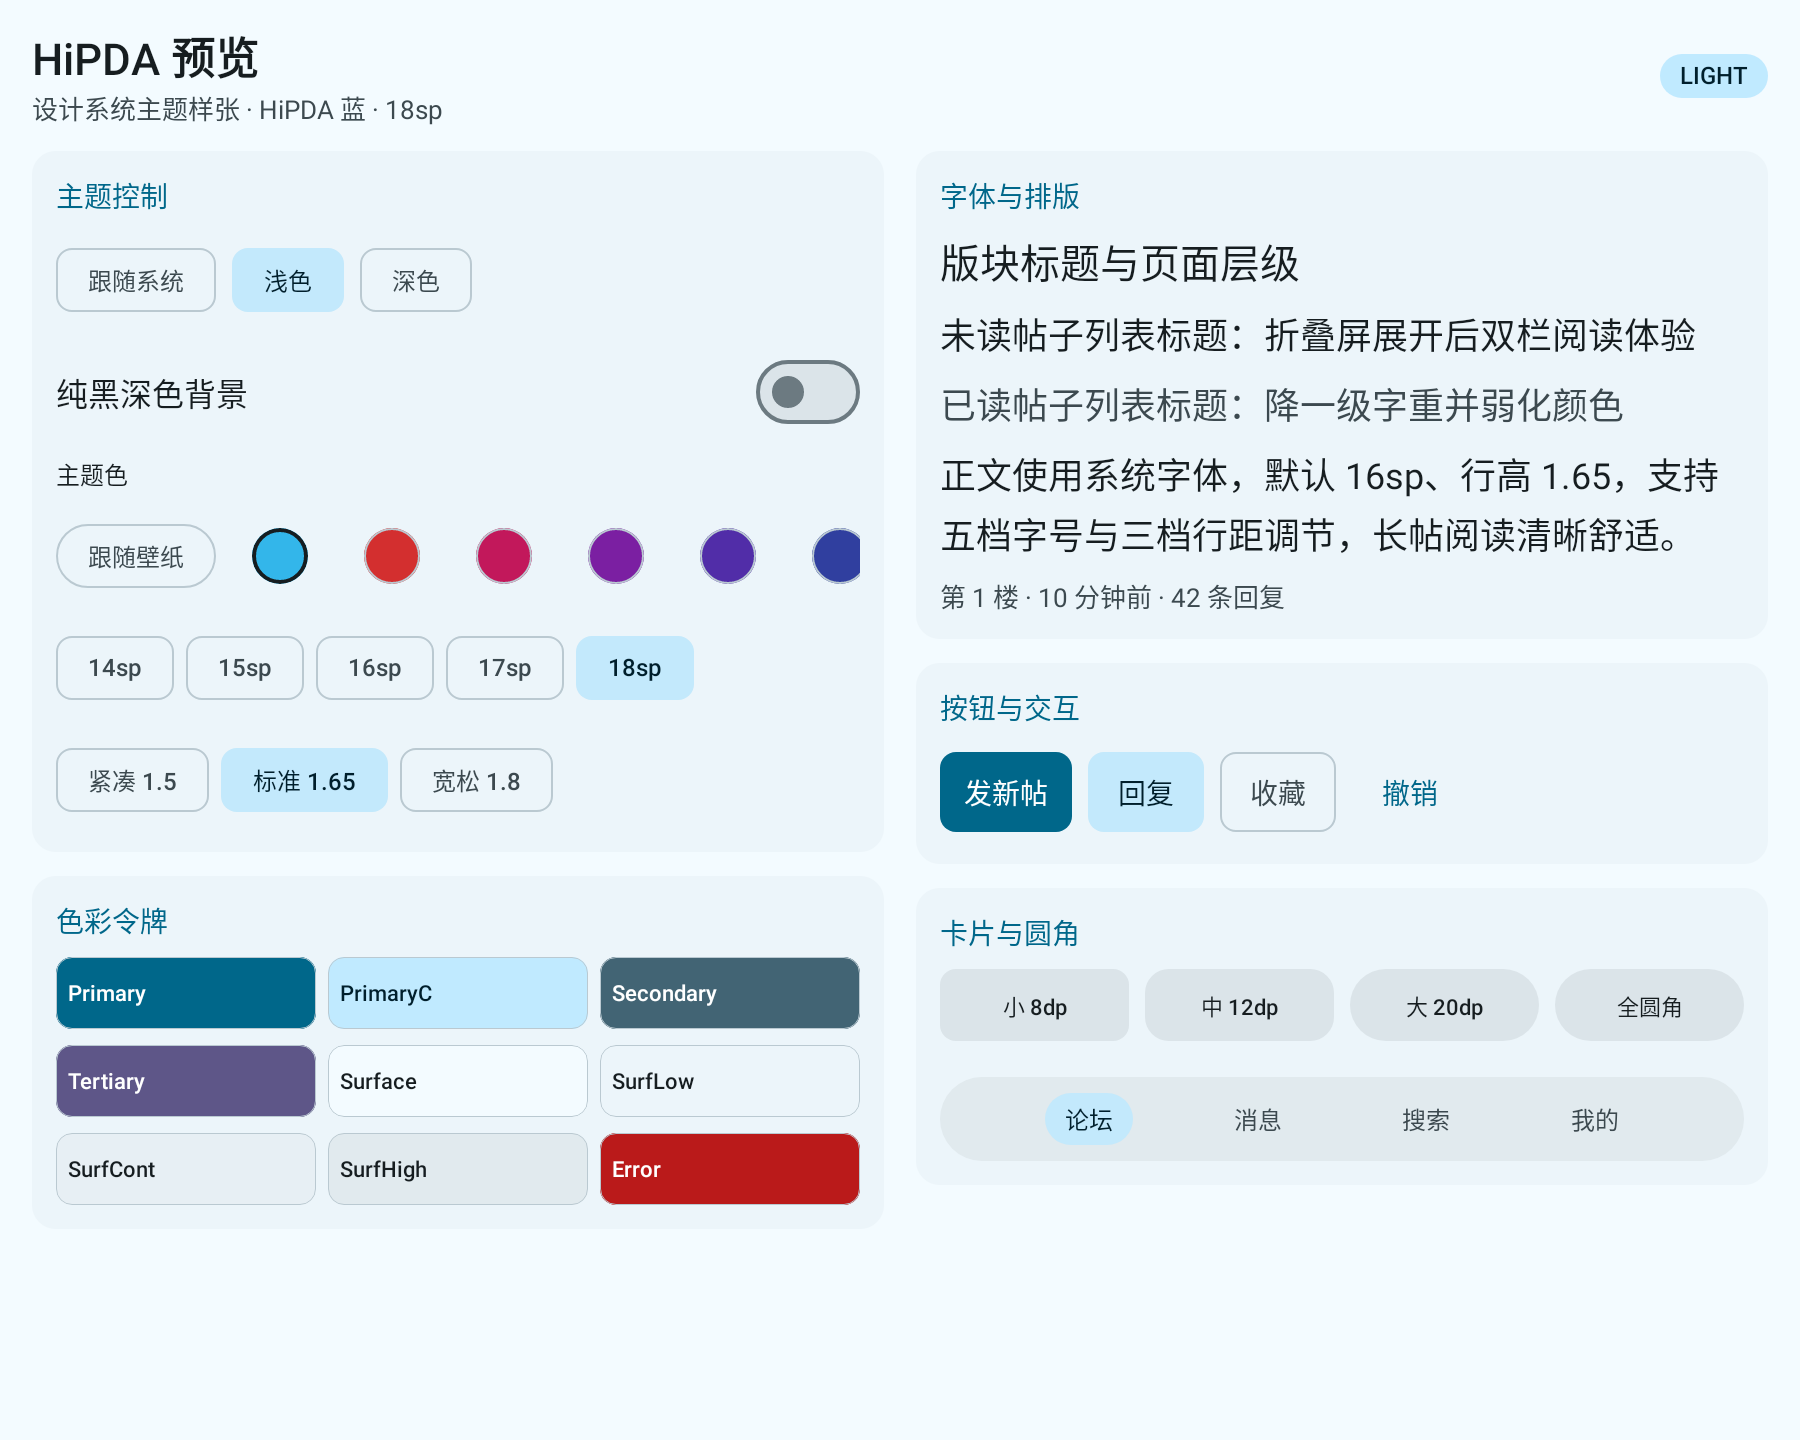 HiPDA 预览
设计系统主题样张 · HiPDA 蓝 · 18sp
LIGHT
主题控制
跟随系统
浅色
深色
纯黑深色背景
主题色
跟随壁纸
14sp
15sp
16sp
17sp
18sp
紧凑 1.5
标准 1.65
宽松 1.8
色彩令牌
Primary
PrimaryC
Secondary
Tertiary
Surface
SurfLow
SurfCont
SurfHigh
Error
字体与排版
版块标题与页面层级
未读帖子列表标题：折叠屏展开后双栏阅读体验
已读帖子列表标题：降一级字重并弱化颜色
正文使用系统字体，默认 16sp、行高 1.65，支持
五档字号与三档行距调节，长帖阅读清晰舒适。
第 1 楼 · 10 分钟前 · 42 条回复
按钮与交互
发新帖
回复
收藏
撤销
卡片与圆角
小 8dp
中 12dp
大 20dp
全圆角
论坛
消息
搜索
我的